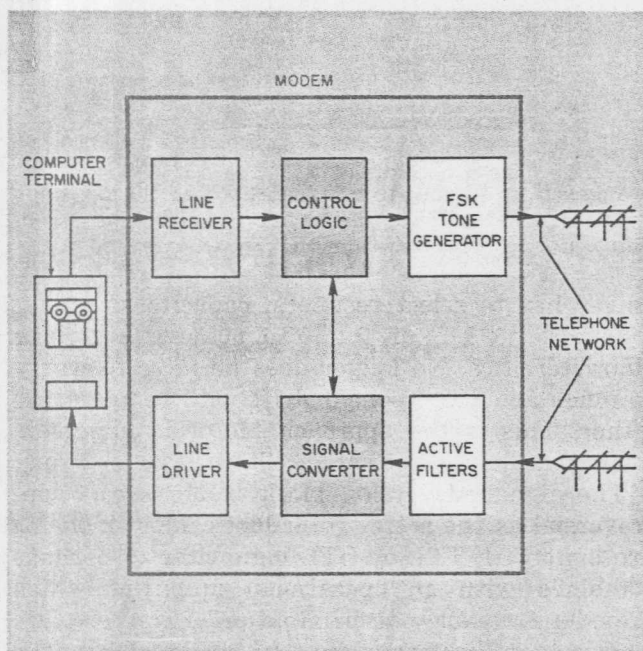 MODEM
COMPUTER
TERMINAL
LINE
RECEIVER
CONTROL
LOGIC
FSK
TONE
GENERATOR
TELEPHONE
NETWORK
LINE
DRIVER
SIGNAL
CONVERTER
ACTIVE
FILTERS